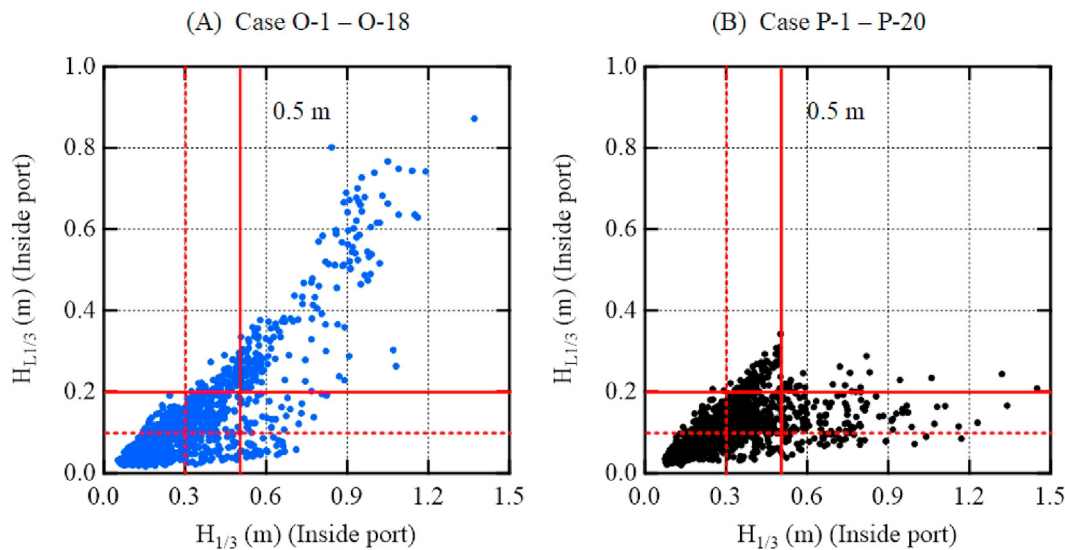 (A) Case O-1 – O-18
1.0
0.8
0.6
0.4
0.2
0.0
H_L1/3 (m) (Inside port)
0.5 m
0.0 0.3 0.6 0.9 1.2 1.5
H_1/3 (m) (Inside port)
(B) Case P-1 – P-20
1.0
0.8
0.6
0.4
0.2
0.0
H_L1/3 (m) (Inside port)
0.5 m
0.0 0.3 0.6 0.9 1.2 1.5
H_1/3 (m) (Inside port)